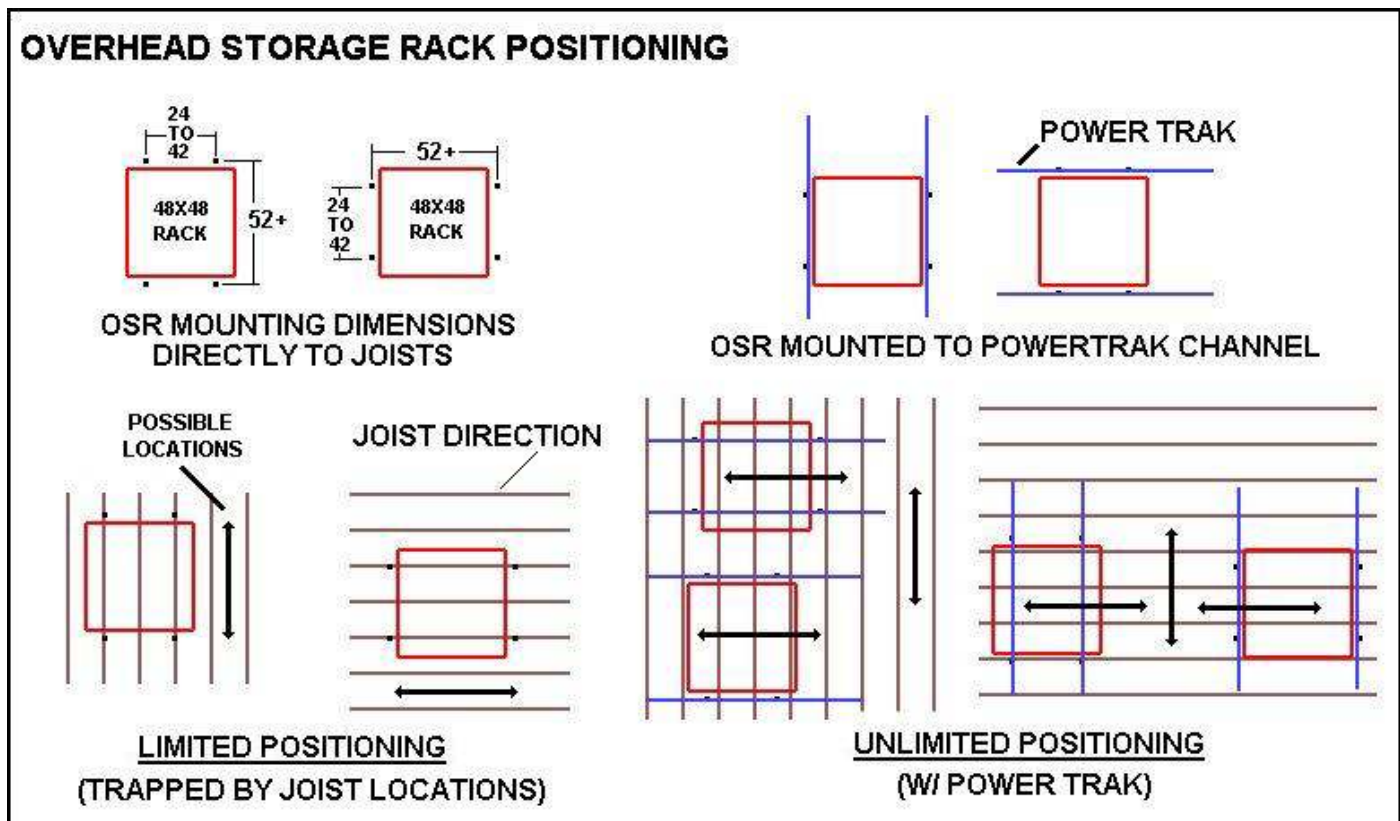 OVERHEAD STORAGE RACK POSITIONING
24
TO
42
48X48
RACK
52+
52+
24
TO
42
48X48
RACK
OSR MOUNTING DIMENSIONS
DIRECTLY TO JOISTS
POWER TRAK
OSR MOUNTED TO POWERTRAK CHANNEL
POSSIBLE
LOCATIONS
JOIST DIRECTION
LIMITED POSITIONING
(TRAPPED BY JOIST LOCATIONS)
UNLIMITED POSITIONING
(W/ POWER TRAK)